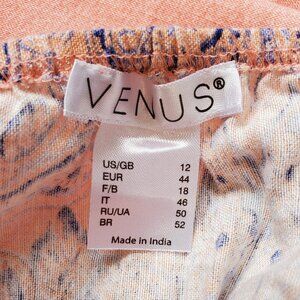 VENUS®
US/GB 12
EUR 44
F/B 18
IT 46
RU/UA 50
BR 52
Made in India